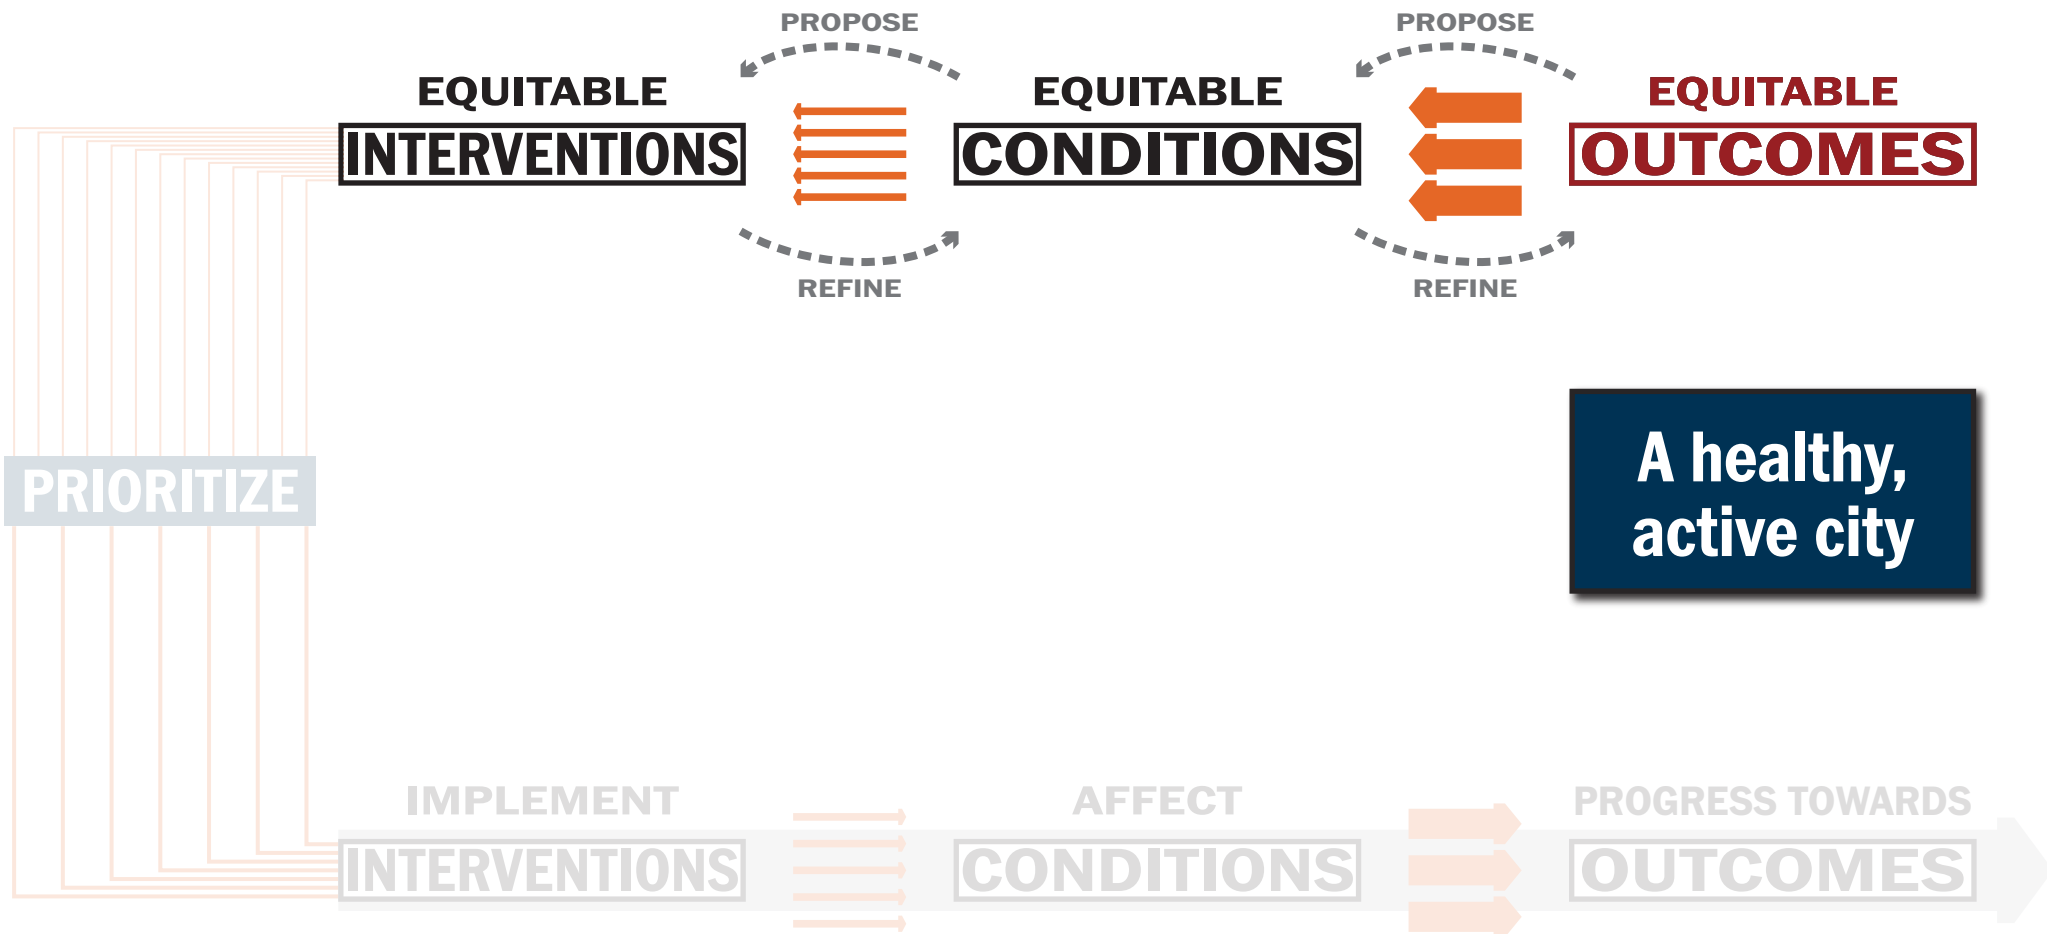 PROPOSE
PROPOSE
EQUITABLE
EQUITABLE
EQUITABLE
INTERVENTIONS
CONDITIONS
OUTCOMES
REFINE
REFINE
A healthy,
active city
PRIORITIZE
IMPLEMENT
AFFECT
PROGRESS TOWARDS
INTERVENTIONS
CONDITIONS
OUTCOMES